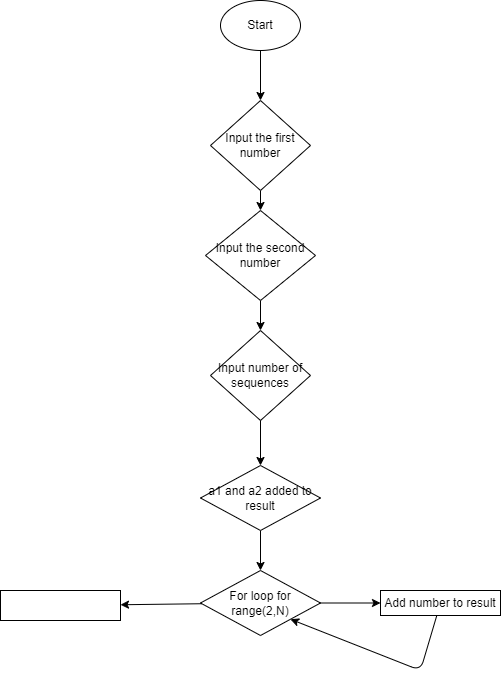 Start
Input the first
number
Input the second
number
Input number of
sequences
a1 and a2 added to
result
For loop for
range(2,N)
Add number to result